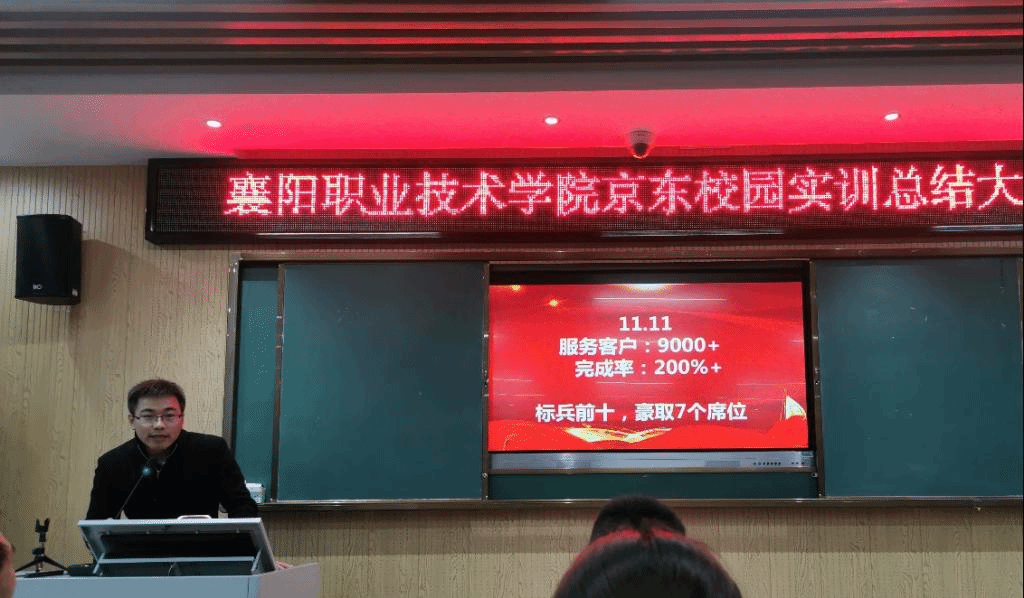 襄阳职业技术学院京东校园实训总结大
11.11
服务客户：9000+
完成率：200%+
标兵前十，豪取7个席位